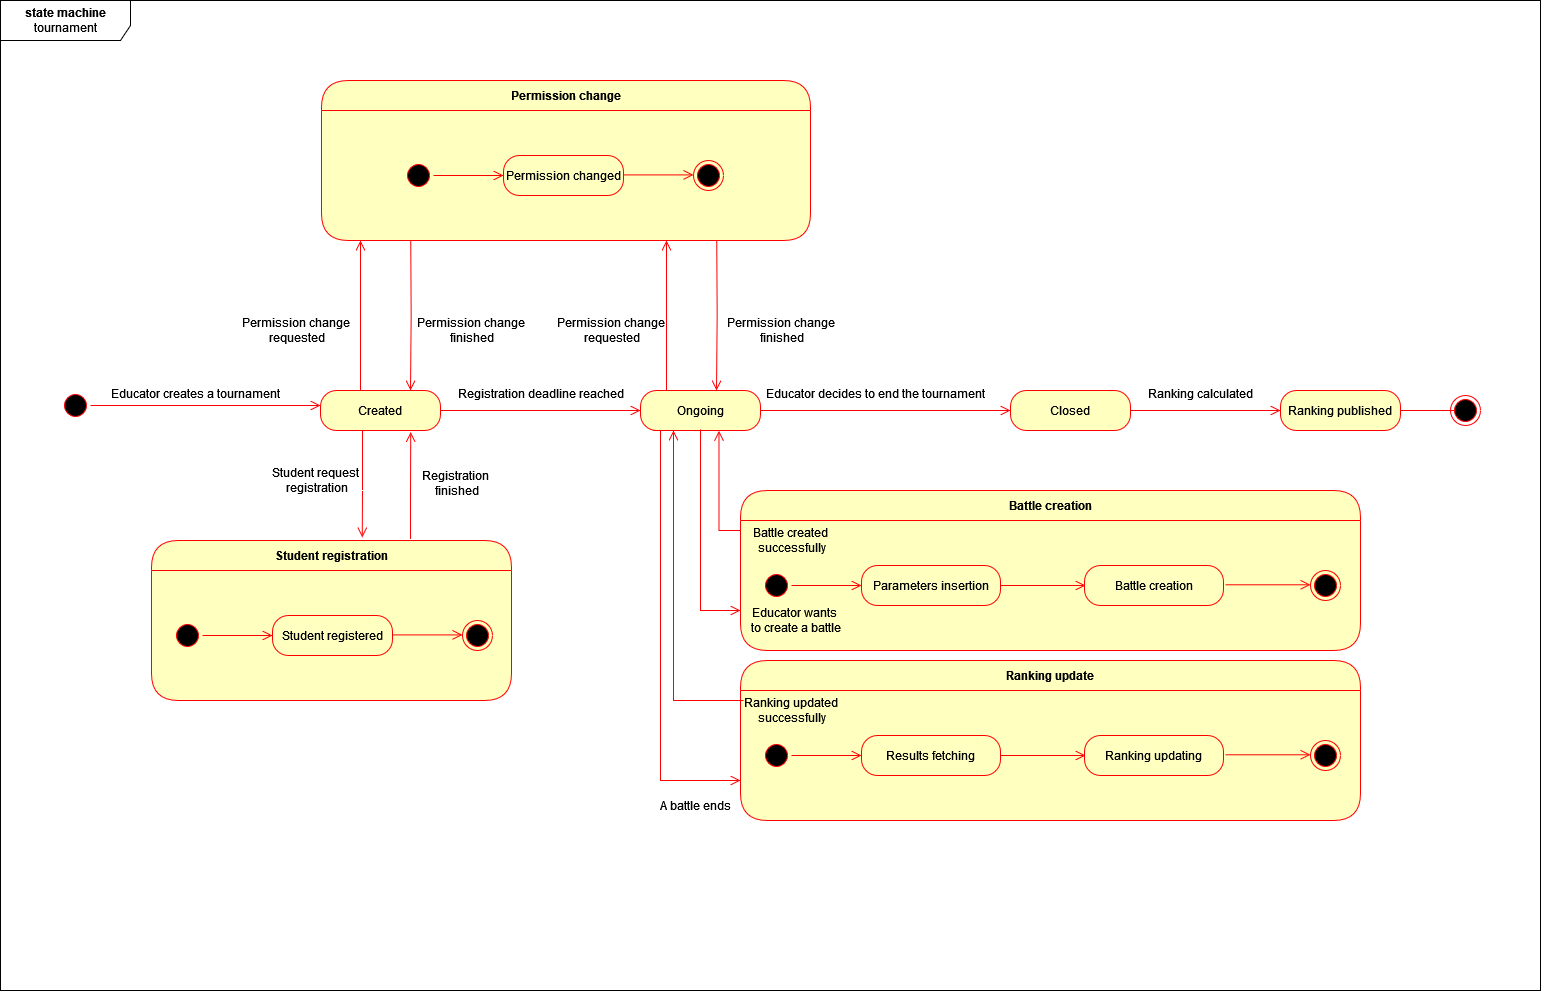 state machine
tournament
Permission change
Permission changed
Permission change
requested
Permission change
finished
Permission change
requested
Permission change
finished
Educator creates a tournament
Created
Registration deadline reached
Ongoing
Educator decides to end the tournament
Closed
Ranking calculated
Ranking published
Student request
registration
Registration
finished
Student registration
Student registered
Battle creation
Battle created
successfully
Parameters insertion
Battle creation
Educator wants
to create a battle
Ranking update
Ranking updated
successfully
Results fetching
Ranking updating
A battle ends